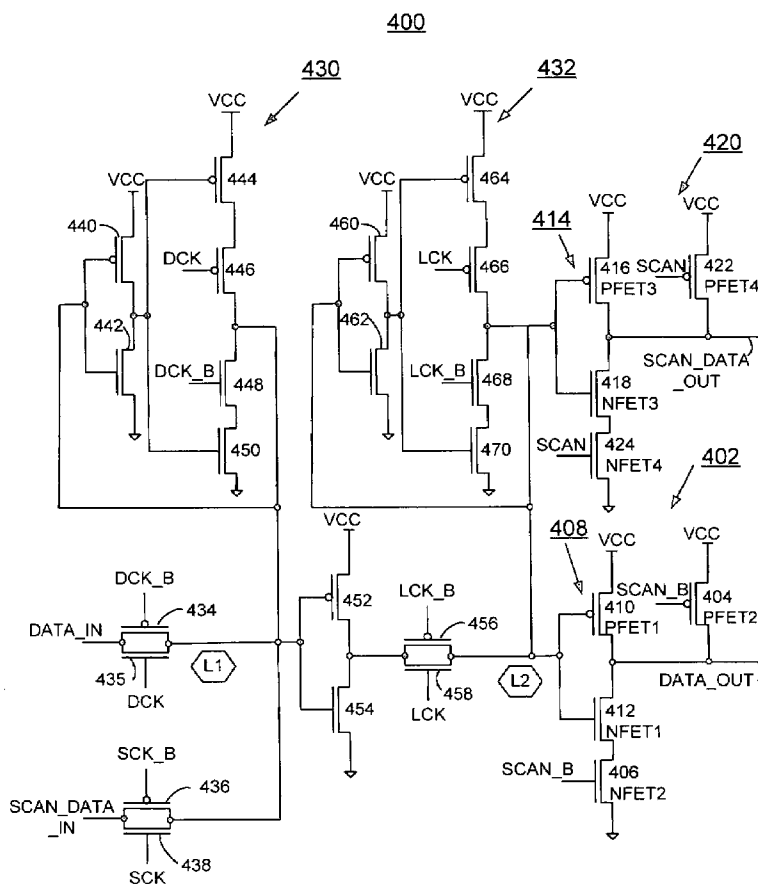 400
430
432
VCC
VCC
444
464
420
VCC
VCC
VCC
VCC
440
460
414
DCK
446
LCK
466
416
PFET3
SCAN
422
PFET4
442
462
DCK_B
448
LCK_B
468
SCAN_DATA
_OUT
418
NFET3
450
470
SCAN
424
NFET4
402
VCC
408
VCC
VCC
DCK_B
434
452
LCK_B
456
SCAN_B
404
PFET2
410
PFET1
DATA_IN
435
L1
DCK
454
458
L2
LCK
DATA_OUT
412
NFET1
SCK_B
436
SCAN_B
406
NFET2
SCAN_DATA
_IN
438
SCK